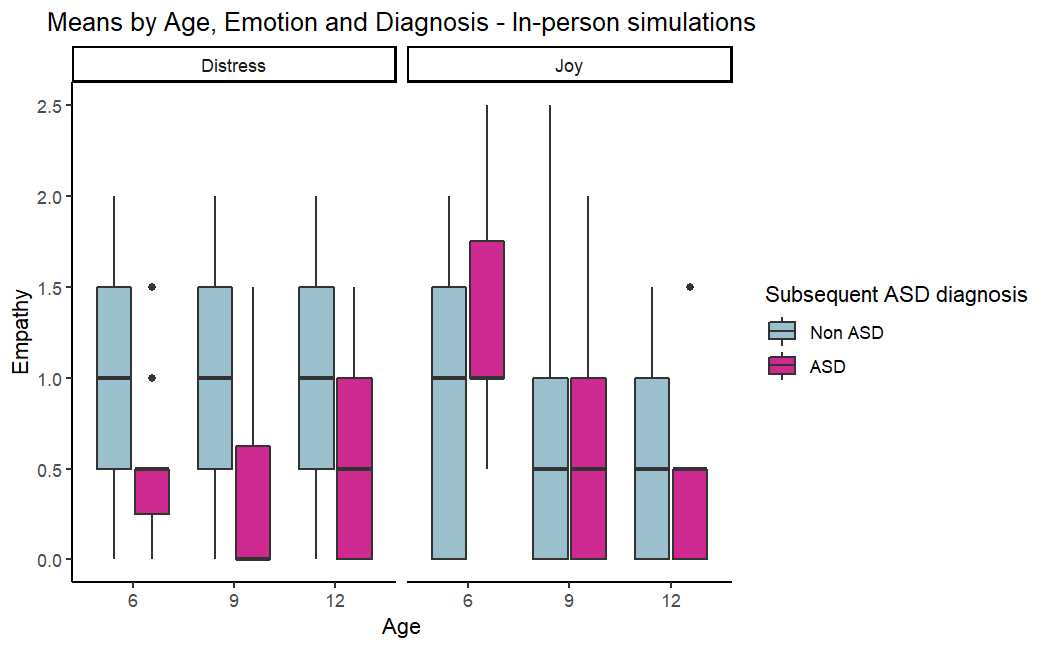 Means by Age, Emotion and Diagnosis - In-person simulations
Distress
Joy
2.5
2.0
1.5
1.0
0.5
0.0
Empathy
6
9
12
6
9
12
Age
Subsequent ASD diagnosis
Non ASD
ASD